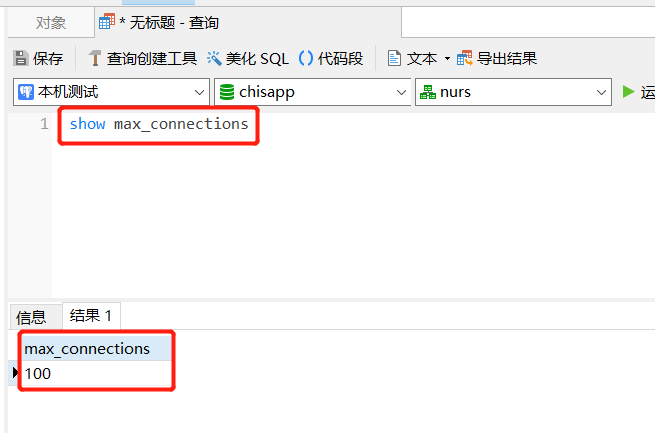 对象
* 无标题 - 查询
保存
查询创建工具
美化 SQL
代码段
文本
导出结果
本机测试
chisapp
nurs
运
1
show max_connections
信息
结果 1
max_connections
100